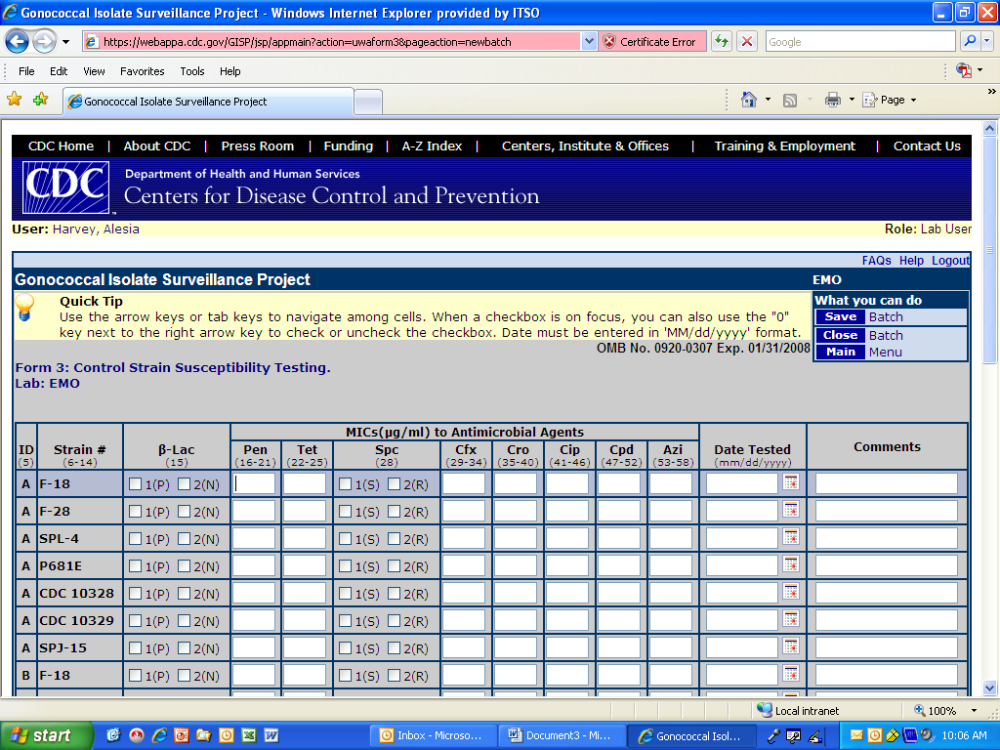 Gonococcal Isolate Surveillance Project - Windows Internet Explorer provided by ITSO
https://webappa.cdc.gov/GISP/jsp/appmain?action=uwaform3&pageaction=newbatch Certificate Error Google
File Edit View Favorites Tools Help
Gonococcal Isolate Surveillance Project Page »
CDC Home | About CDC | Press Room | Funding | A-Z Index | Centers, Institute & Offices | Training & Employment | Contact Us
CDC™
Department of Health and Human Services
Centers for Disease Control and Prevention
User: Harvey, Alesia Role: Lab User
FAQs Help Logout
Gonococcal Isolate Surveillance Project EMO
Quick Tip
Use the arrow keys or tab keys to navigate among cells. When a checkbox is on focus, you can also use the "0"
key next to the right arrow key to check or uncheck the checkbox. Date must be entered in 'MM/dd/yyyy' format.
What you can do
Save Batch
Close Batch
Main Menu
OMB No. 0920-0307 Exp. 01/31/2008
Form 3: Control Strain Susceptibility Testing.
Lab: EMO
MICs(μg/ml) to Antimicrobial Agents
ID Strain # β-Lac Pen Tet Spc Cfx Cro Cip Cpd Azi Date Tested Comments
(5) (6-14) (15) (16-21) (22-25) (28) (29-34) (35-40) (41-46) (47-52) (53-58) (mm/dd/yyyy)
A F-18 1(P) 2(N) 1(S) 2(R)
A F-28 1(P) 2(N) 1(S) 2(R)
A SPL-4 1(P) 2(N) 1(S) 2(R)
A P681E 1(P) 2(N) 1(S) 2(R)
A CDC 10328 1(P) 2(N) 1(S) 2(R)
A CDC 10329 1(P) 2(N) 1(S) 2(R)
A SPJ-15 1(P) 2(N) 1(S) 2(R)
B F-18 1(P) 2(N) 1(S) 2(R)
Local intranet 100%
start Inbox - Microso... Document3 - Mi... Gonococcal Isol... 10:06 AM